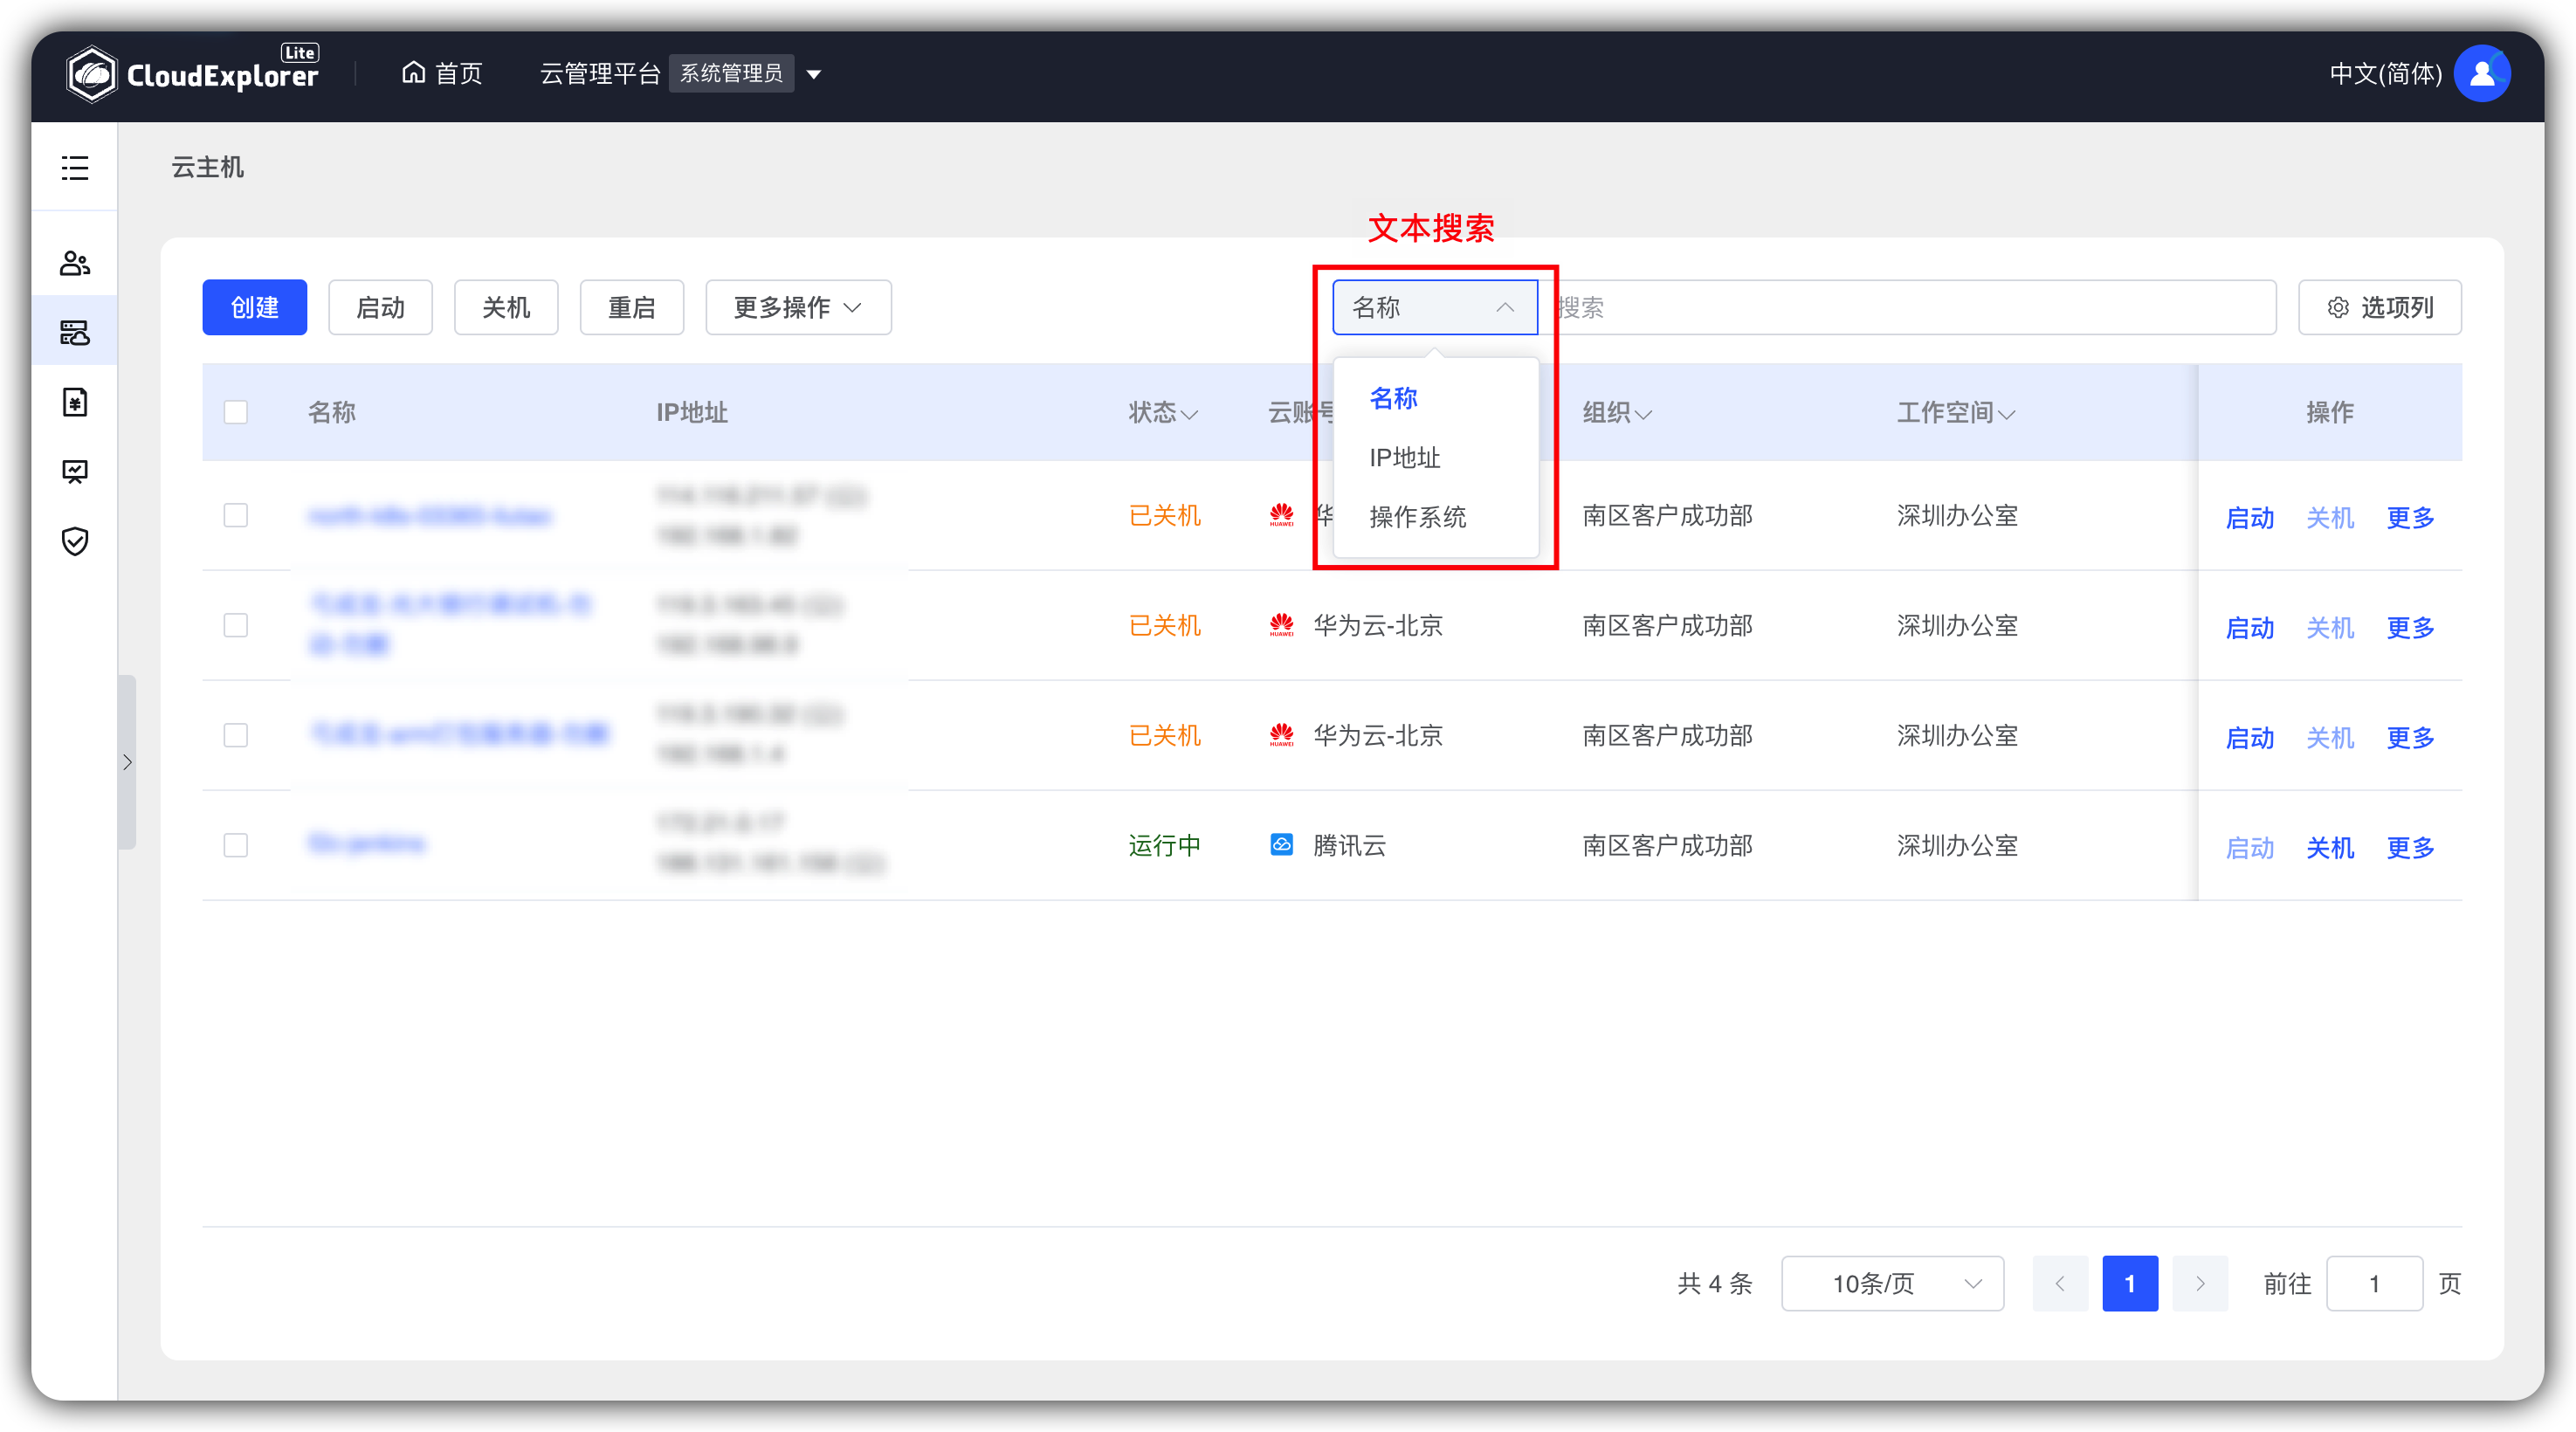 CloudExplorer Lite
首页
云管理平台 系统管理员
中文(简体)
云主机
文本搜索
创建 启动 关机 重启 更多操作 名称 搜索 选项列
名称 IP地址 状态 云账号 组织 工作空间 操作
名称
IP地址
操作系统
已关机 HUAWEI 华 南区客户成功部 深圳办公室 启动 关机 更多
已关机 HUAWEI 华为云-北京 南区客户成功部 深圳办公室 启动 关机 更多
已关机 HUAWEI 华为云-北京 南区客户成功部 深圳办公室 启动 关机 更多
运行中 腾讯云 南区客户成功部 深圳办公室 启动 关机 更多
共 4 条 10条/页 1 前往 1 页